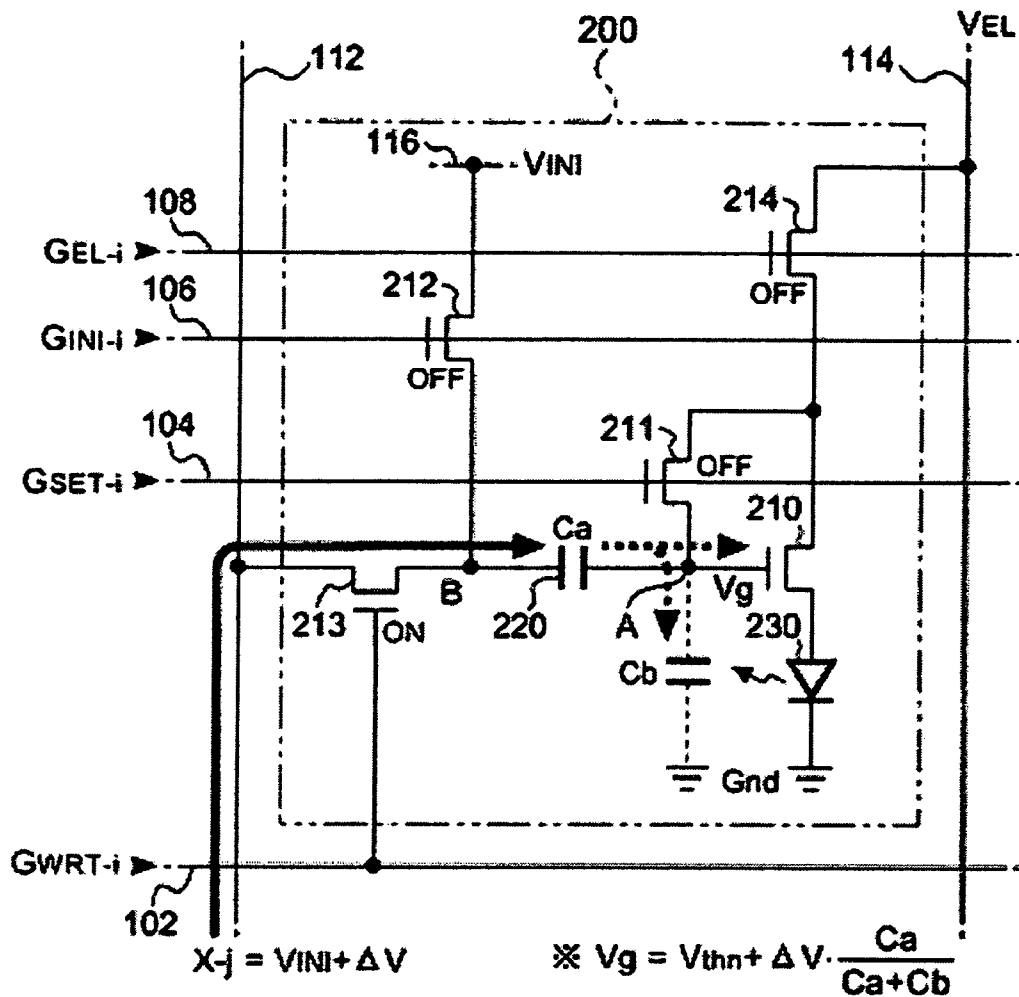 200
VEL
112
114
116
VINI
108
214
GEL-i
OFF
106
212
GINI-i
OFF
104
211
OFF
GSET-i
210
Ca
B
Vg
213
ON
220
A
230
Cb
Gnd
GWRT-i
102
X-j = VINI+ΔV
※ Vg = Vthn+ΔV· Ca
Ca+Cb